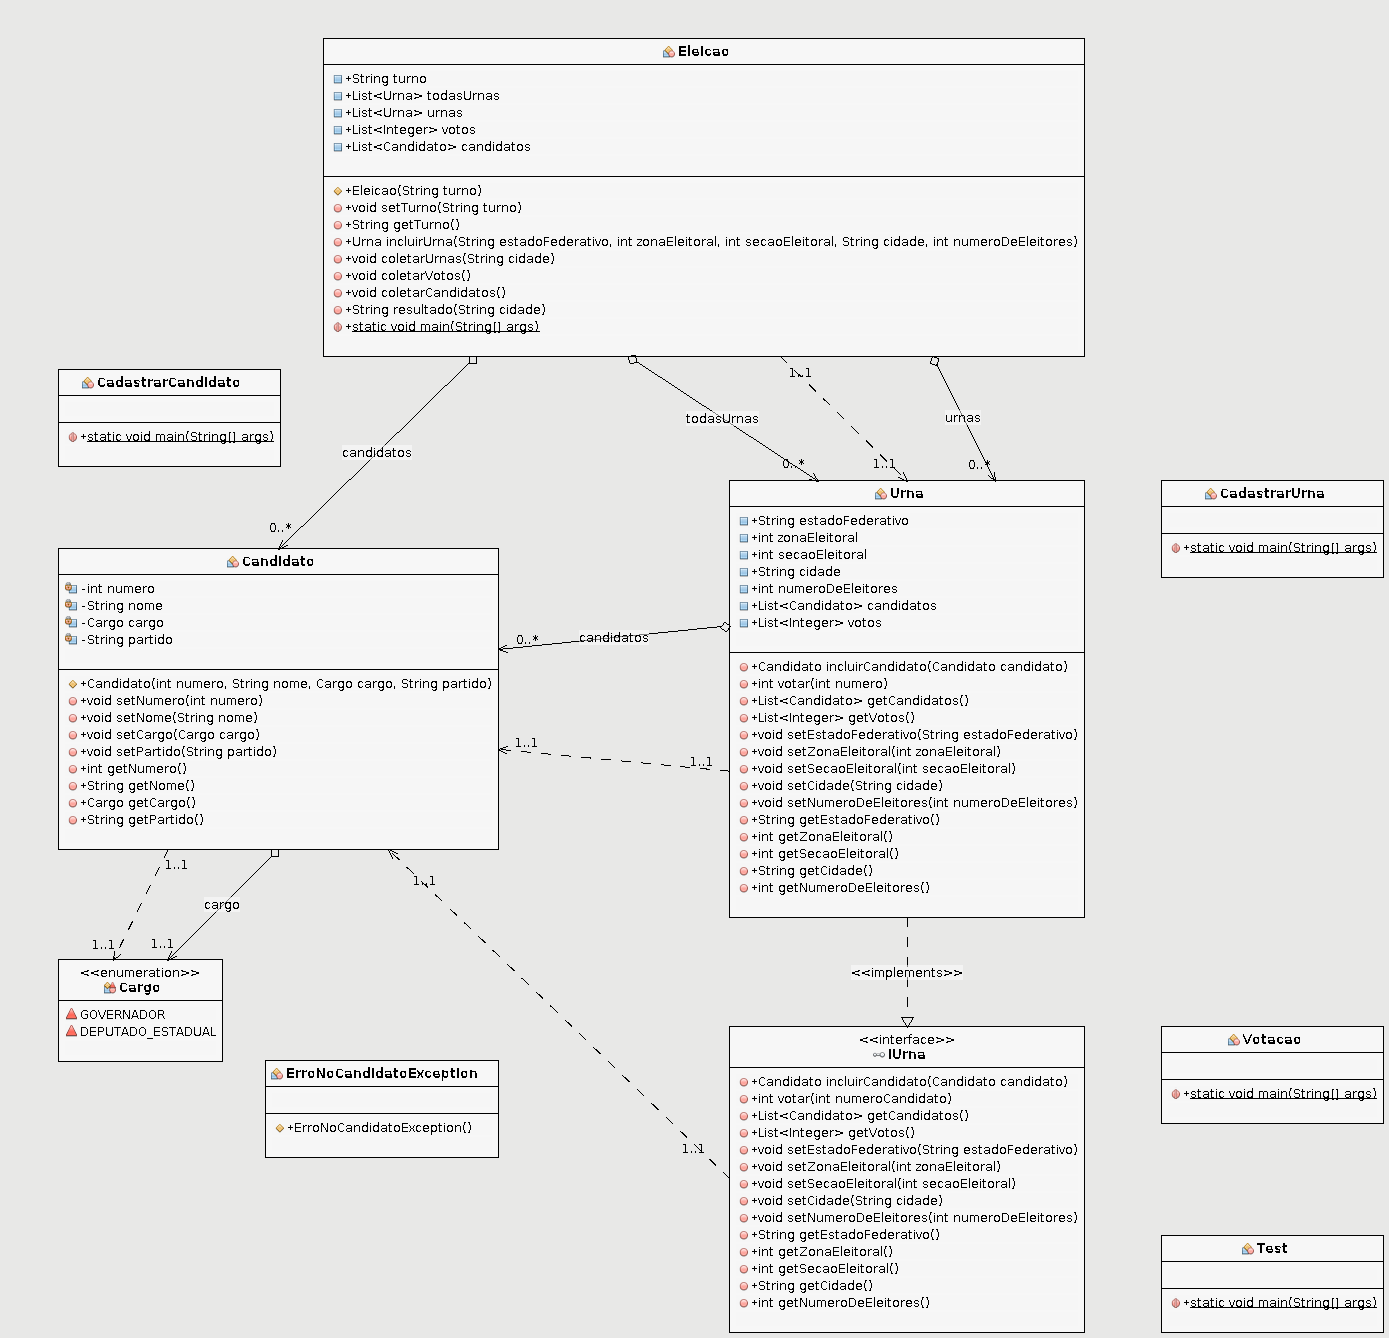 Eleicao
+String turno
+List<Urna> todasUrnas
+List<Urna> urnas
+List<Integer> votos
+List<Candidato> candidatos
+Eleicao(String turno)
+void setTurno(String turno)
+String getTurno()
+Urna incluirUrna(String estadoFederativo, int zonaEleitoral, int secaoEleitoral, String cidade, int numeroDeEleitores)
+void coletarUrnas(String cidade)
+void coletarVotos()
+void coletarCandidatos()
+String resultado(String cidade)
+static void main(String[] args)
CadastrarCandidato
+static void main(String[] args)
candidatos
0..*
todasUrnas
0..*
1..1
1..1
urnas
0..*
Candidato
-int numero
-String nome
-Cargo cargo
-String partido
+Candidato(int numero, String nome, Cargo cargo, String partido)
+void setNumero(int numero)
+void setNome(String nome)
+void setCargo(Cargo cargo)
+void setPartido(String partido)
+int getNumero()
+String getNome()
+Cargo getCargo()
+String getPartido()
0..*
candidatos
1..1
1..1
Urna
+String estadoFederativo
+int zonaEleitoral
+int secaoEleitoral
+String cidade
+int numeroDeEleitores
+List<Candidato> candidatos
+List<Integer> votos
+Candidato incluirCandidato(Candidato candidato)
+int votar(int numero)
+List<Candidato> getCandidatos()
+List<Integer> getVotos()
+void setEstadoFederativo(String estadoFederativo)
+void setZonaEleitoral(int zonaEleitoral)
+void setSecaoEleitoral(int secaoEleitoral)
+void setCidade(String cidade)
+void setNumeroDeEleitores(int numeroDeEleitores)
+String getEstadoFederativo()
+int getZonaEleitoral()
+int getSecaoEleitoral()
+String getCidade()
+int getNumeroDeEleitores()
CadastrarUrna
+static void main(String[] args)
1..1
cargo
1..1
1..1
1..1
1..1
<<implements>>
<<enumeration>>
Cargo
GOVERNADOR
DEPUTADO_ESTADUAL
ErroNoCandidatoException
+ErroNoCandidatoException()
<<interface>>
IUrna
+Candidato incluirCandidato(Candidato candidato)
+int votar(int numeroCandidato)
+List<Candidato> getCandidatos()
+List<Integer> getVotos()
+void setEstadoFederativo(String estadoFederativo)
+void setZonaEleitoral(int zonaEleitoral)
+void setSecaoEleitoral(int secaoEleitoral)
+void setCidade(String cidade)
+void setNumeroDeEleitores(int numeroDeEleitores)
+String getEstadoFederativo()
+int getZonaEleitoral()
+int getSecaoEleitoral()
+String getCidade()
+int getNumeroDeEleitores()
Votacao
+static void main(String[] args)
Test
+static void main(String[] args)